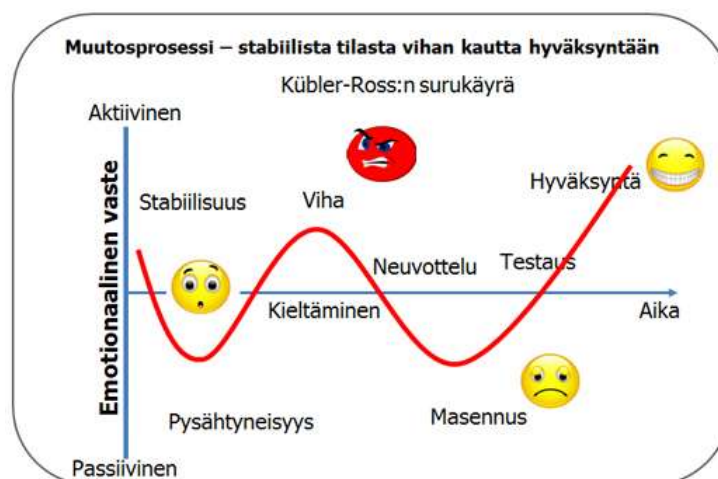 Muutosprosessi – stabiilista tilasta vihan kautta hyväksyntään
Kübler-Ross:n surukäyrä
Aktiivinen
Emotionaalinen vaste
Stabiilisuus
Viha
Hyväksyntä
Neuvottelu
Testaus
Kieltäminen
Aika
Pysähtyneisyys
Masennus
Passiivinen